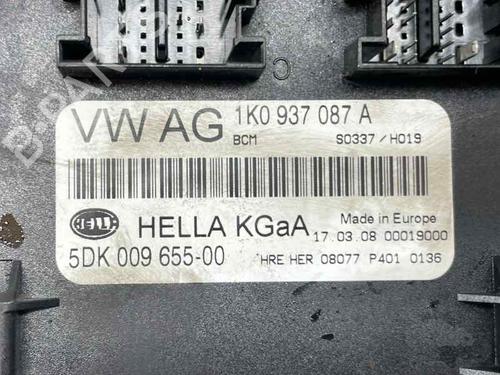 VW AG 1K0 937 087 A
BCM S0337/H019
HELLA KGaA Made in Europe
17.03.08 00019000
5DK 009 655-00 HRE HER 08077 P401 0136